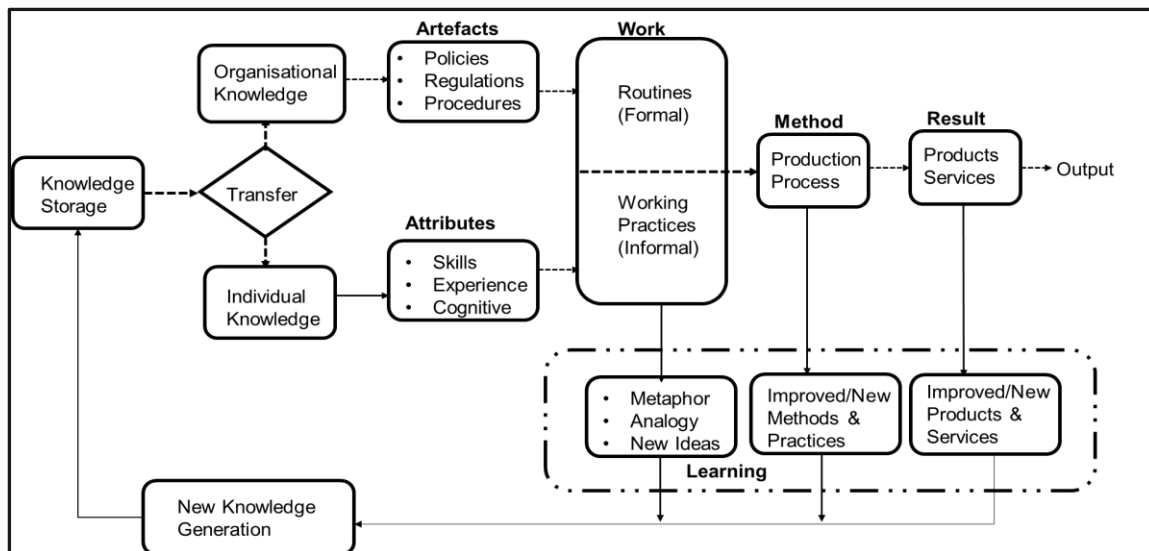 Artefacts
Work
Organisational
Knowledge
• Policies
• Regulations
• Procedures
Routines
(Formal)
Method
Result
Knowledge
Storage
Transfer
Production
Process
Products
Services
Output
Attributes
Working
Practices
(Informal)
Individual
Knowledge
• Skills
• Experience
• Cognitive
• Metaphor
• Analogy
• New Ideas
Improved/New
Methods &
Practices
Improved/New
Products &
Services
Learning
New Knowledge
Generation